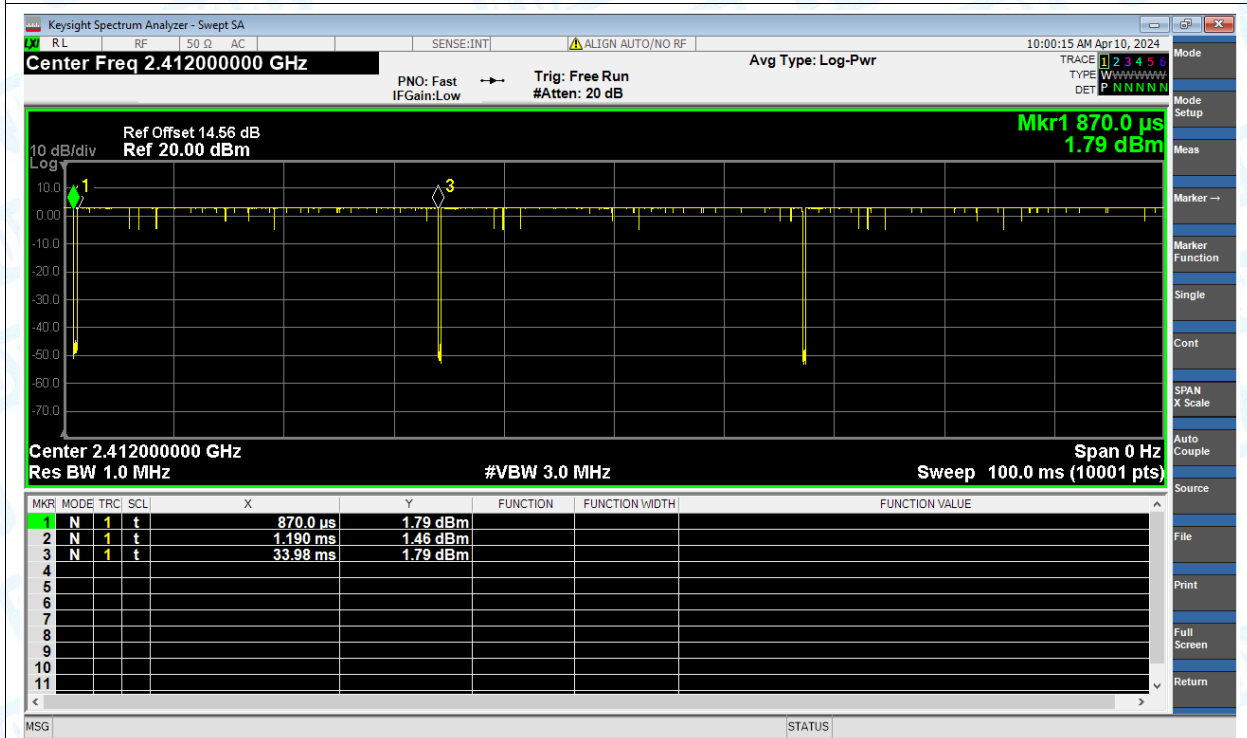 Keysight Spectrum Analyzer - Swept SA
LXI RL RF 50 Ω AC SENSE:INT ALIGN AUTO/NO RF 10:00:15 AM Apr 10, 2024
Center Freq 2.412000000 GHz
PNO: Fast
IFGain:Low
Trig: Free Run
#Atten: 20 dB
Avg Type: Log-Pwr
TRACE 1 2 3 4 5 6
TYPE WWWWWW
DET P N N N N N
Mkr1 870.0 µs
1.79 dBm
Ref Offset 14.56 dB
10 dB/div Ref 20.00 dBm
Log
10.0
0.00
-10.0
-20.0
-30.0
-40.0
-50.0
-60.0
-70.0
1
3
Center 2.412000000 GHz Span 0 Hz
Res BW 1.0 MHz #VBW 3.0 MHz Sweep 100.0 ms (10001 pts)
MKR MODE TRC SCL X Y FUNCTION FUNCTION WIDTH FUNCTION VALUE
1 N 1 t 870.0 µs 1.79 dBm
2 N 1 t 1.190 ms 1.46 dBm
3 N 1 t 33.98 ms 1.79 dBm
4
5
6
7
8
9
10
11
MSG STATUS
Mode
Mode
Setup
Meas
Marker →
Marker
Function
Single
Cont
SPAN
X Scale
Auto
Couple
Source
File
Print
Full
Screen
Return